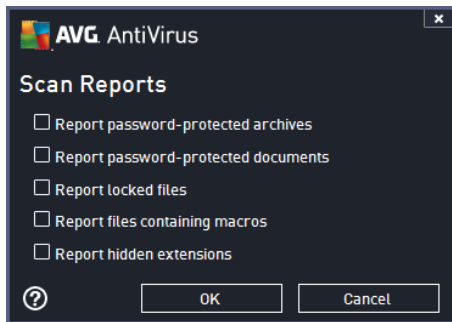 AVG. AntiVirus
Scan Reports
Report password-protected archives
Report password-protected documents
Report locked files
Report files containing macros
Report hidden extensions
? OK Cancel